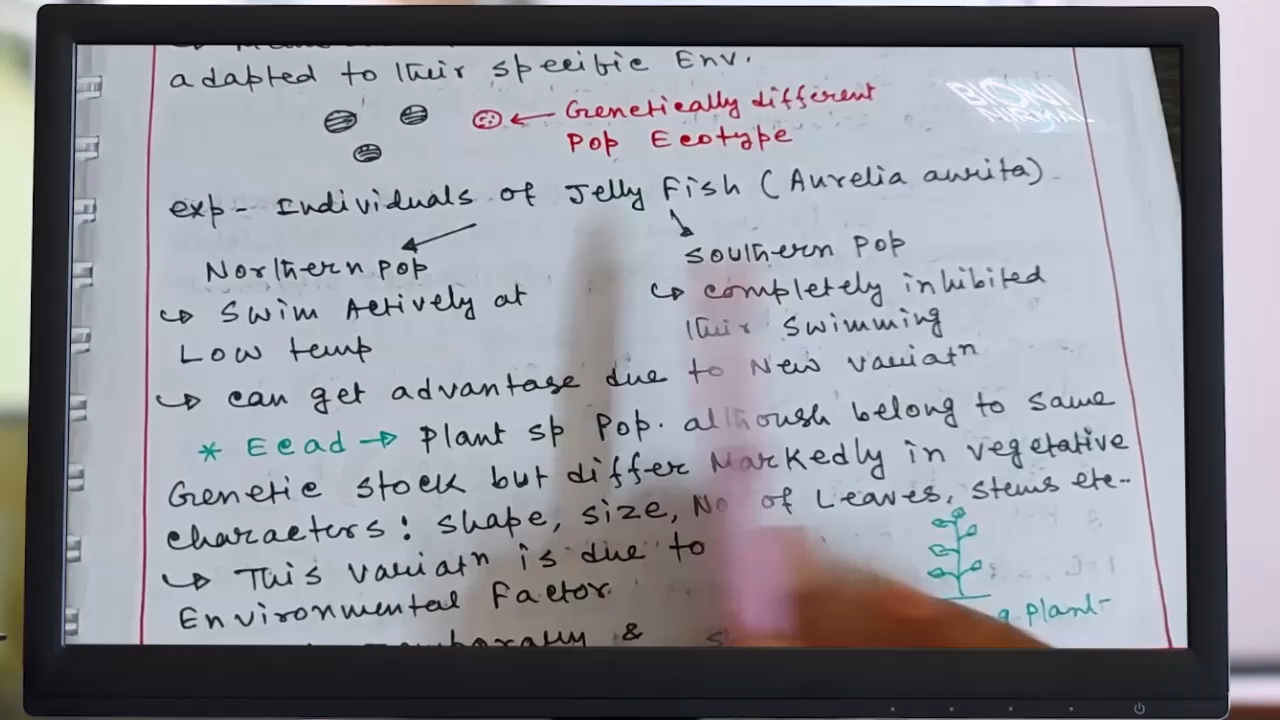 adapted to their specific Env.
Genetically different
Pop Ecotype
BIO
NIRMAL
exp- Individuals of Jelly Fish (Aurelia aurita)
Northern pop
Southern pop
↳ Swim Actively at
Low temp
↳ completely inhibited
their swimming
↳ can get advantage due to New variatn
* Ecad → Plant sp Pop. although belong to same
Genetic stock but differ Markedly in vegetative
characters: shape, size, No of Leaves, stems etc..
↳ This variatn is due to
Environmental Factor.
plant
&